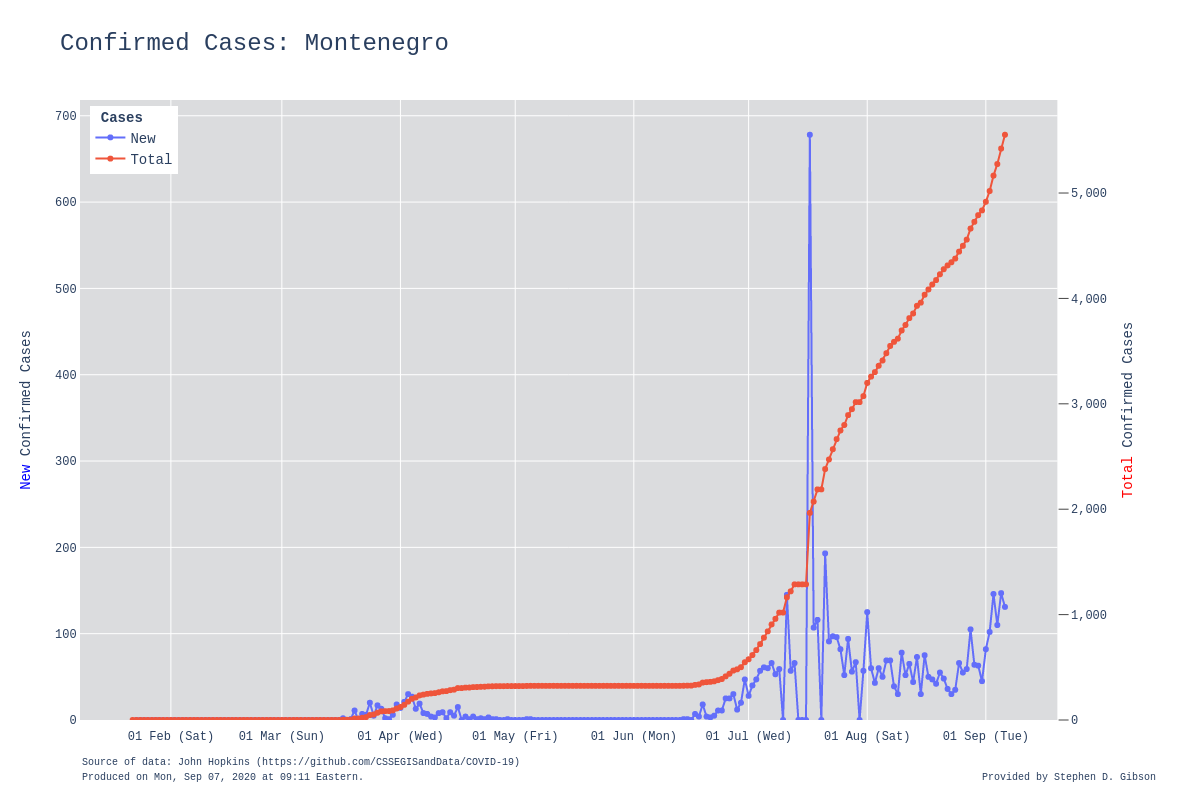 Confirmed Cases: Montenegro
Cases
New
Total
700
600
500
400
300
200
100
0
5,000
4,000
3,000
2,000
1,000
0
New Confirmed Cases
Total Confirmed Cases
01 Feb (Sat)
01 Mar (Sun)
01 Apr (Wed)
01 May (Fri)
01 Jun (Mon)
01 Jul (Wed)
01 Aug (Sat)
01 Sep (Tue)
Source of data: John Hopkins (https://github.com/CSSEGISandData/COVID-19)
Produced on Mon, Sep 07, 2020 at 09:11 Eastern.
Provided by Stephen D. Gibson